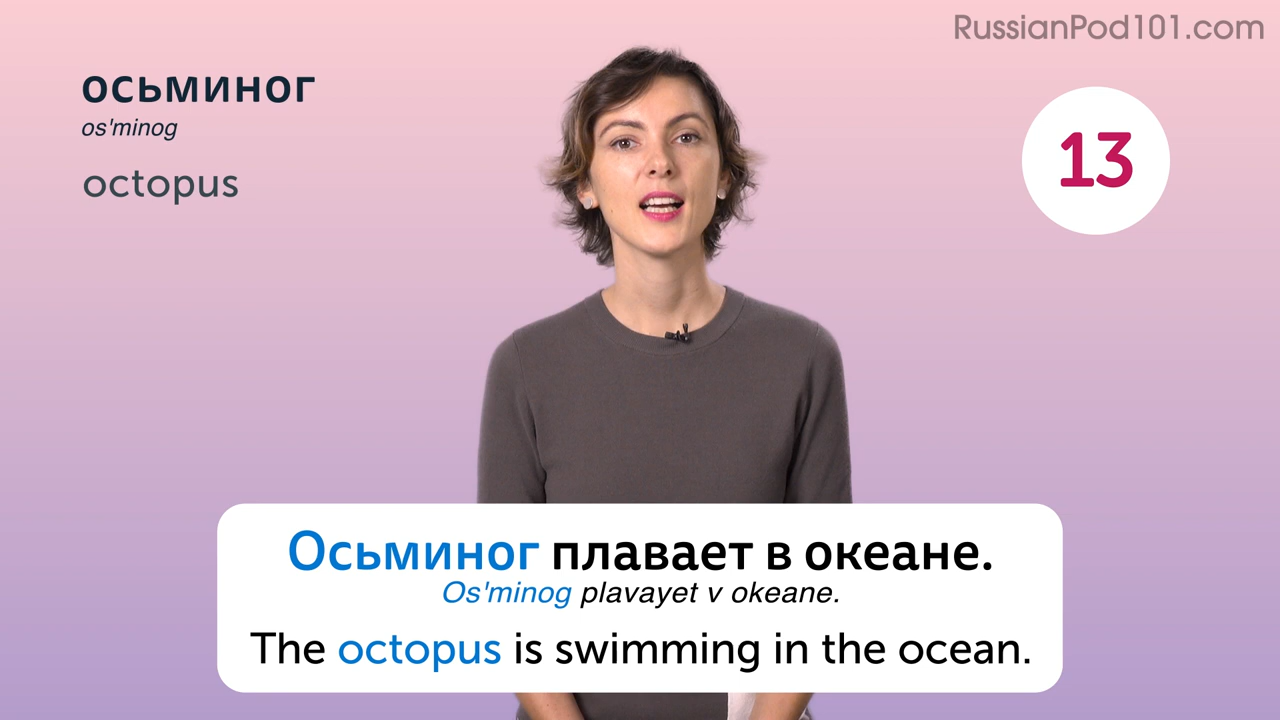 RussianPod101.com
осьминог
os'minog
octopus
13
Осьминог плавает в океане.
Os'minog plavayet v okeane.
The octopus is swimming in the ocean.